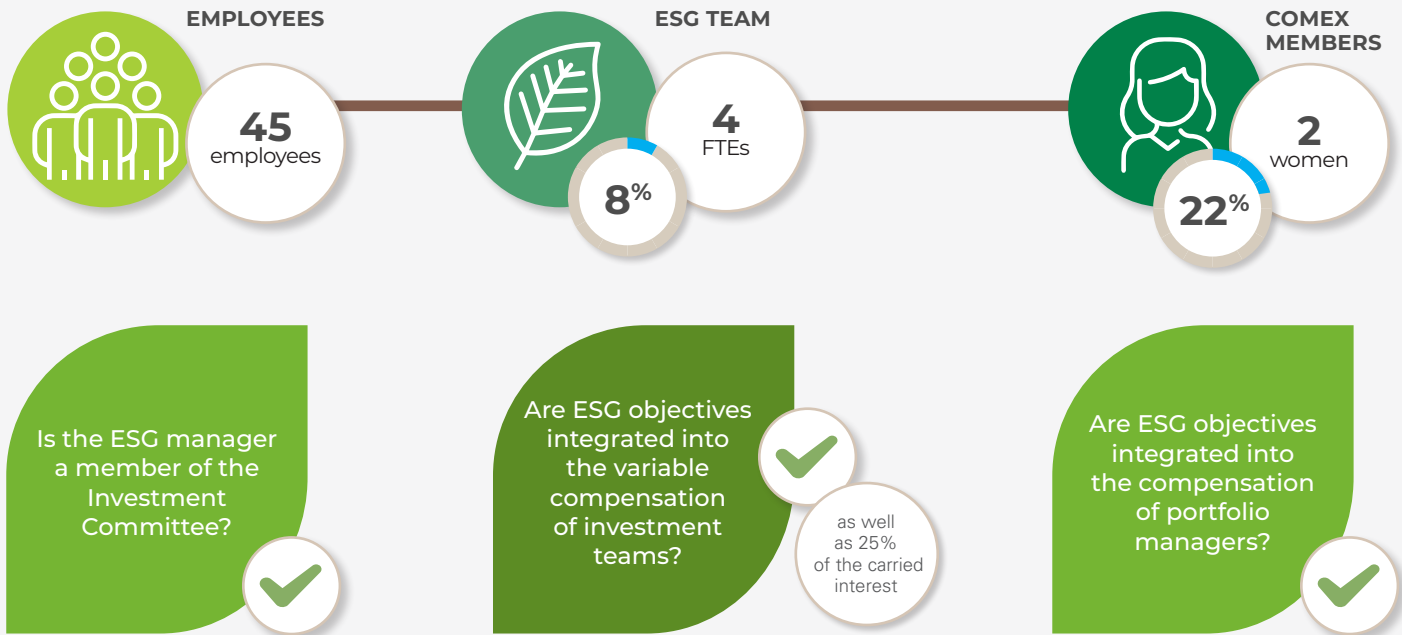 EMPLOYEES
45
employees
ESG TEAM
4
FTEs
8%
COMEX
MEMBERS
2
women
22%
Is the ESG manager
a member of the
Investment
Committee?
Are ESG objectives
integrated into
the variable
compensation
of investment
teams?
as well
as 25%
of the carried
interest
Are ESG objectives
integrated into
the compensation
of portfolio
managers?